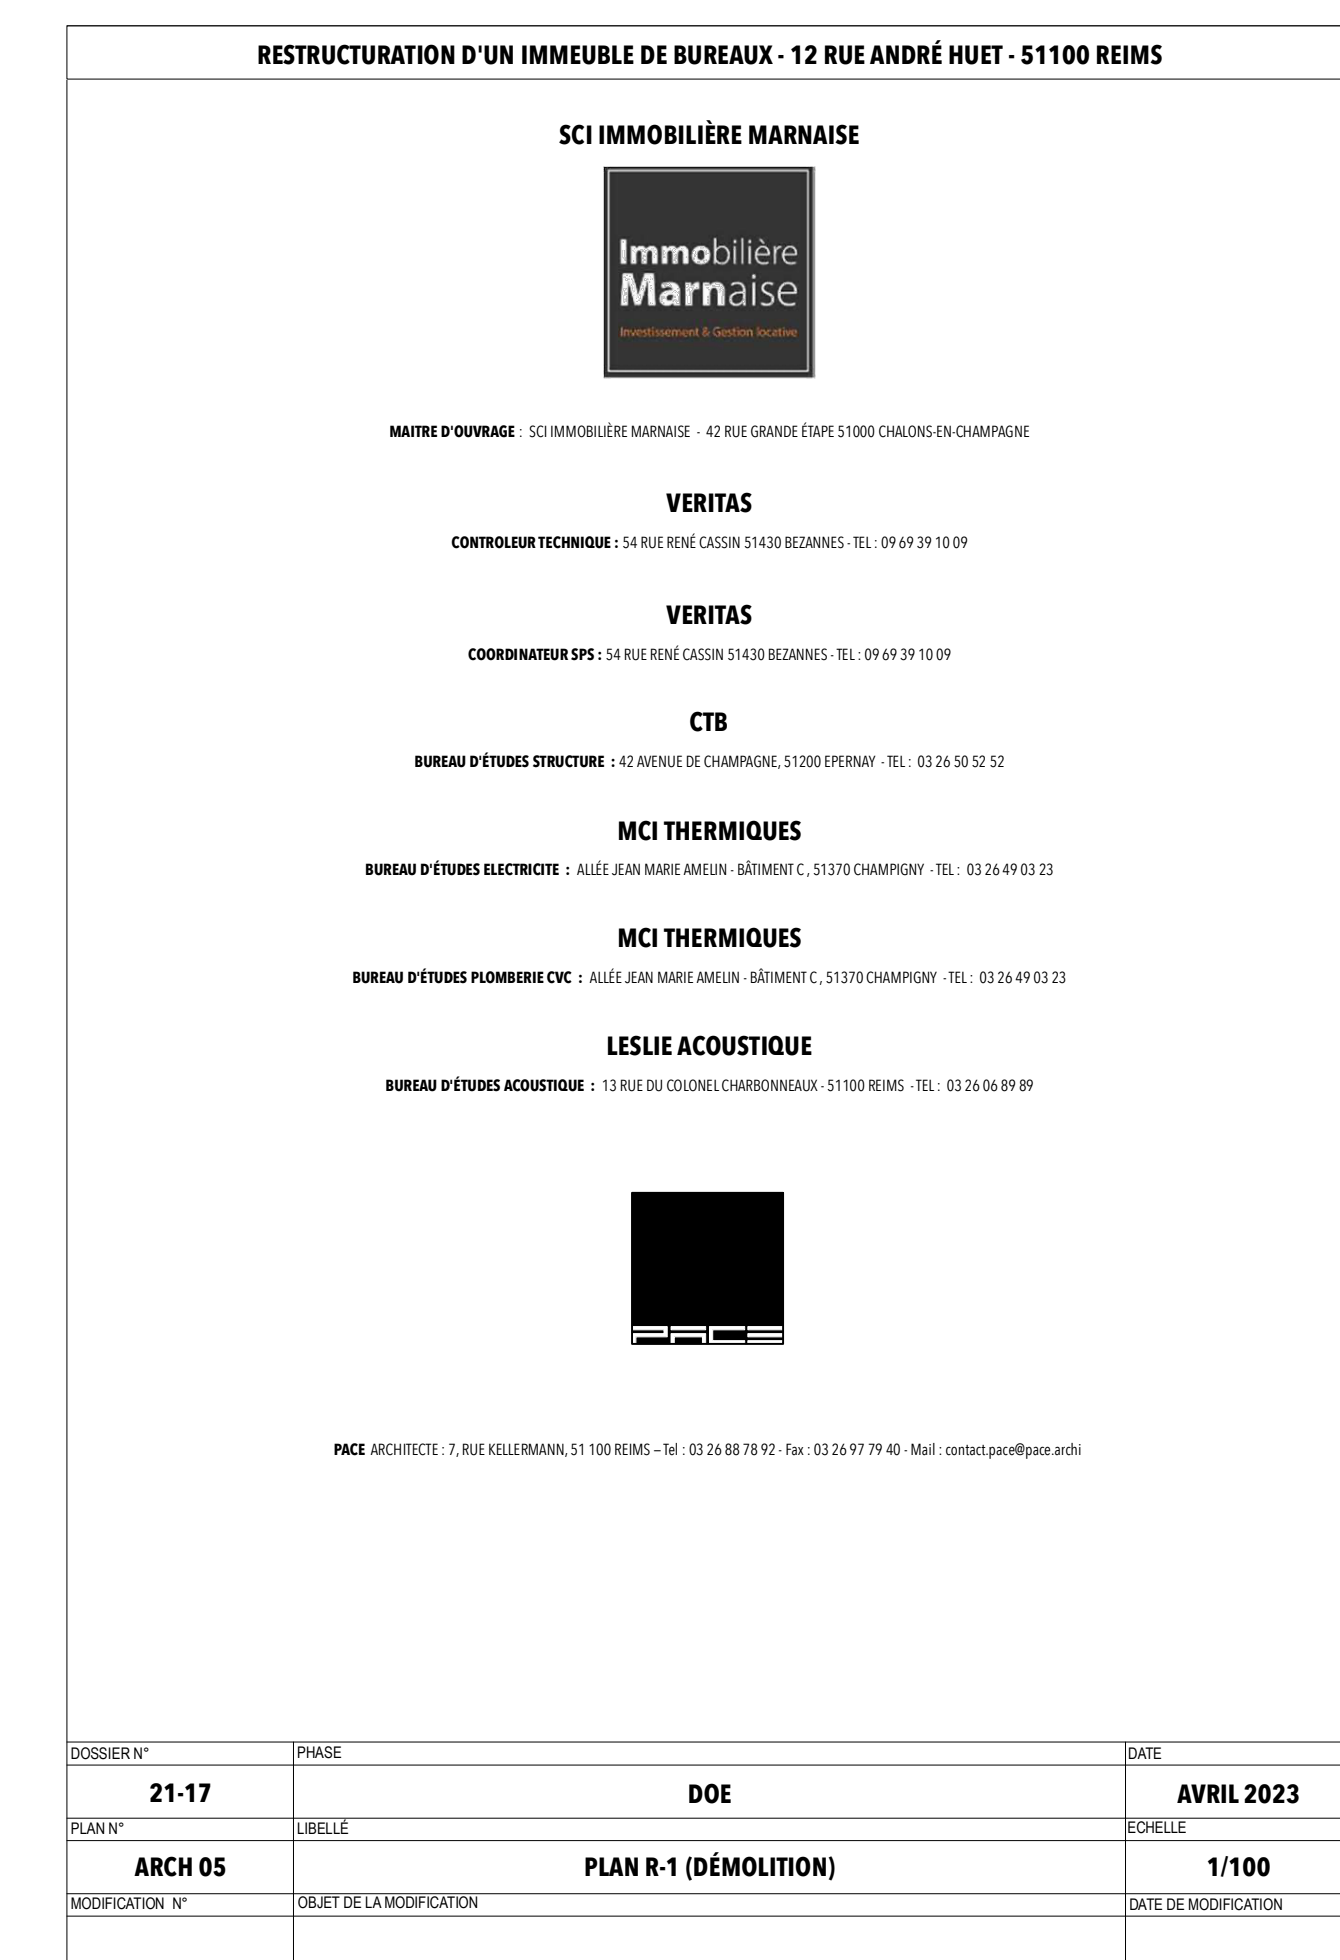 RESTRUCTURATION D'UN IMMEUBLE DE BUREAUX - 12 RUE ANDRÉ HUET - 51100 REIMS
SCI IMMOBILIÈRE MARNAISE
Immobilière
Marnaise
Investissement & Gestion locative
MAITRE D'OUVRAGE : SCI IMMOBILIÈRE MARNAISE - 42 RUE GRANDE ÉTAPE 51000 CHALONS-EN-CHAMPAGNE
VERITAS
CONTROLEUR TECHNIQUE : 54 RUE RENÉ CASSIN 51430 BEZANNES - TEL : 09 69 39 10 09
VERITAS
COORDINATEUR SPS : 54 RUE RENÉ CASSIN 51430 BEZANNES - TEL : 09 69 39 10 09
CTB
BUREAU D'ÉTUDES STRUCTURE : 42 AVENUE DE CHAMPAGNE, 51200 EPERNAY - TEL : 03 26 50 52 52
MCI THERMIQUES
BUREAU D'ÉTUDES ELECTRICITE : ALLÉE JEAN MARIE AMELIN - BÂTIMENT C , 51370 CHAMPIGNY - TEL : 03 26 49 03 23
MCI THERMIQUES
BUREAU D'ÉTUDES PLOMBERIE CVC : ALLÉE JEAN MARIE AMELIN - BÂTIMENT C , 51370 CHAMPIGNY - TEL : 03 26 49 03 23
LESLIE ACOUSTIQUE
BUREAU D'ÉTUDES ACOUSTIQUE : 13 RUE DU COLONEL CHARBONNEAUX - 51100 REIMS - TEL : 03 26 06 89 89
PACE
PACE ARCHITECTE : 7, RUE KELLERMANN, 51 100 REIMS – Tel : 03 26 88 78 92 - Fax : 03 26 97 79 40 - Mail : contact.pace@pace.archi
DOSSIER N° PHASE DATE
21-17 DOE AVRIL 2023
PLAN N° LIBELLÉ ECHELLE
ARCH 05 PLAN R-1 (DÉMOLITION) 1/100
MODIFICATION N° OBJET DE LA MODIFICATION DATE DE MODIFICATION